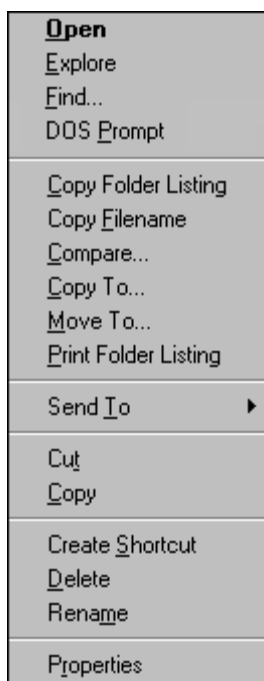 Open
Explore
Find...
DOS Prompt
Copy Folder Listing
Copy Filename
Compare...
Copy To...
Move To...
Print Folder Listing
Send To
Cut
Copy
Create Shortcut
Delete
Rename
Properties